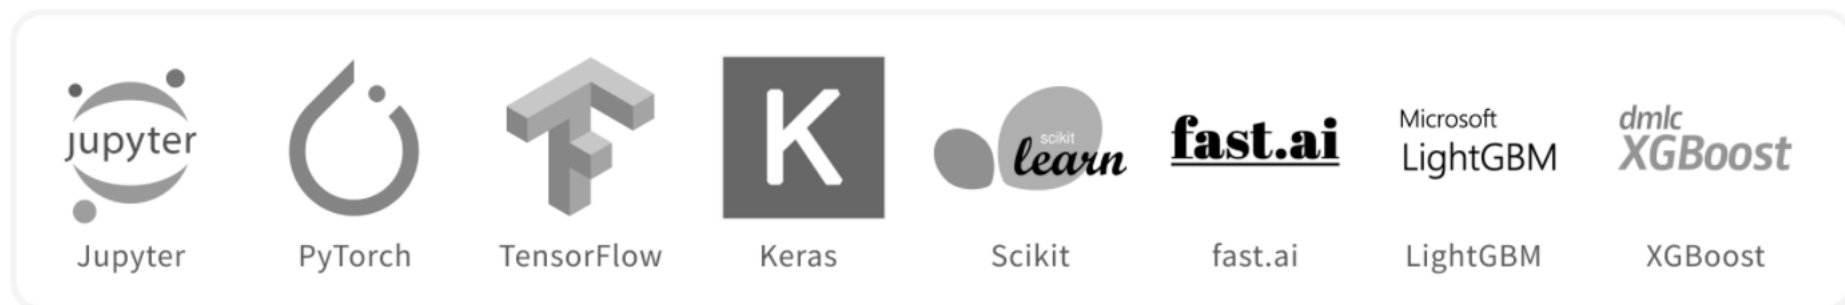 jupyter
K
scikit
learn
fast.ai
Microsoft
LightGBM
dmlc
XGBoost
Jupyter
PyTorch
TensorFlow
Keras
Scikit
fast.ai
LightGBM
XGBoost